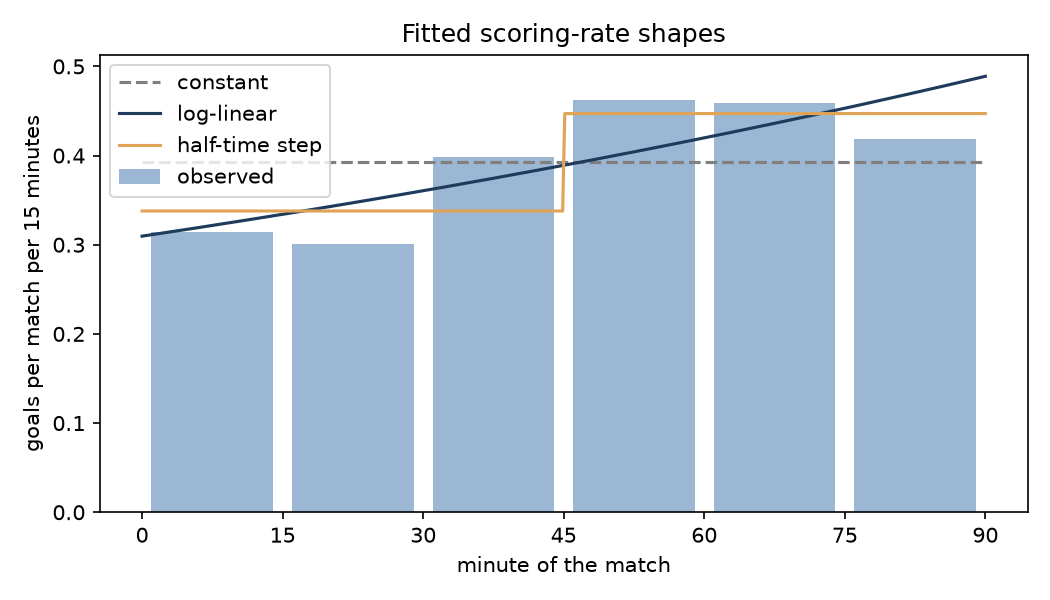 Fitted scoring-rate shapes
goals per match per 15 minutes
0.5
0.4
0.3
0.2
0.1
0.0
constant
log-linear
half-time step
observed
0 15 30 45 60 75 90
minute of the match